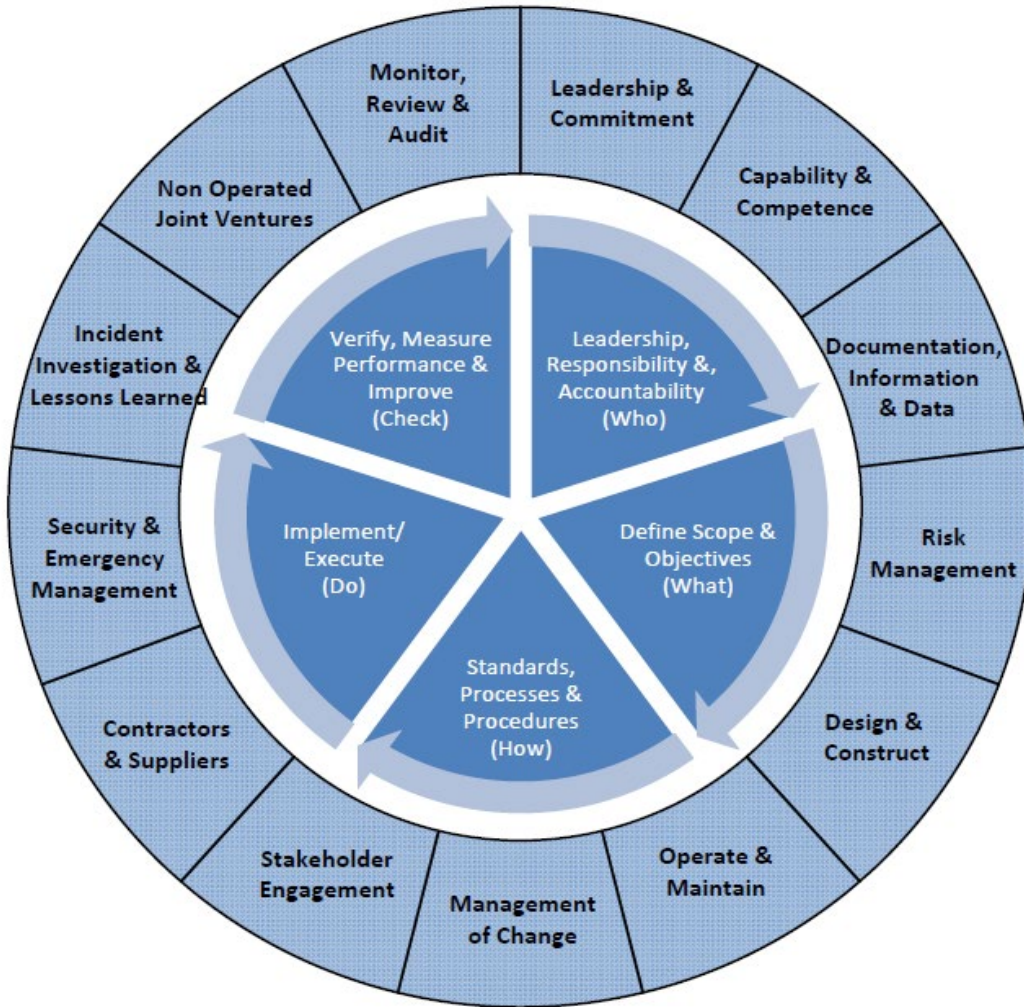 Monitor,
Review &
Audit
Leadership &
Commitment
Capability &
Competence
Documentation,
Information
& Data
Risk
Management
Design &
Construct
Operate &
Maintain
Management
of Change
Stakeholder
Engagement
Contractors
& Suppliers
Security &
Emergency
Management
Incident
Investigation &
Lessons Learned
Non Operated
Joint Ventures
Verify, Measure
Performance &
Improve
(Check)
Leadership,
Responsibility &,
Accountability
(Who)
Define Scope &
Objectives
(What)
Standards,
Processes &
Procedures
(How)
Implement/
Execute
(Do)